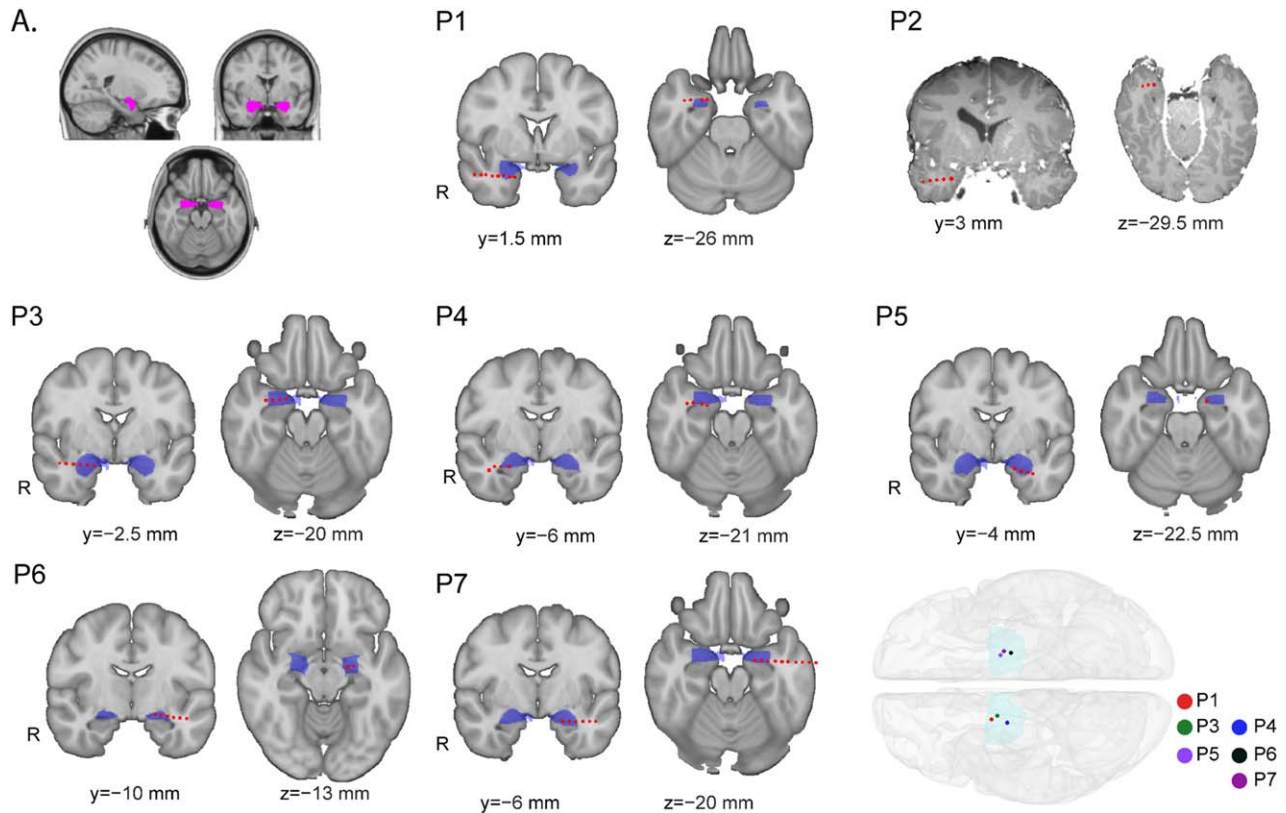 A.
P1
R
y=1.5 mm
z=−26 mm
P2
y=3 mm
z=−29.5 mm
P3
R
y=−2.5 mm
z=−20 mm
P4
R
y=−6 mm
z=−21 mm
P5
R
y=−4 mm
z=−22.5 mm
P6
R
y=−10 mm
z=−13 mm
P7
R
y=−6 mm
z=−20 mm
P1
P3 P4
P5 P6
P7